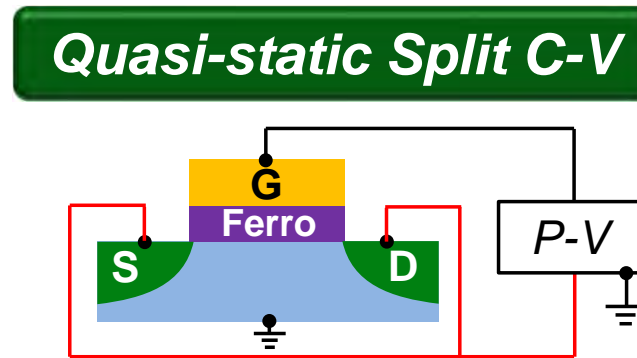 Quasi-static Split C-V
G
Ferro
P-V
S
D